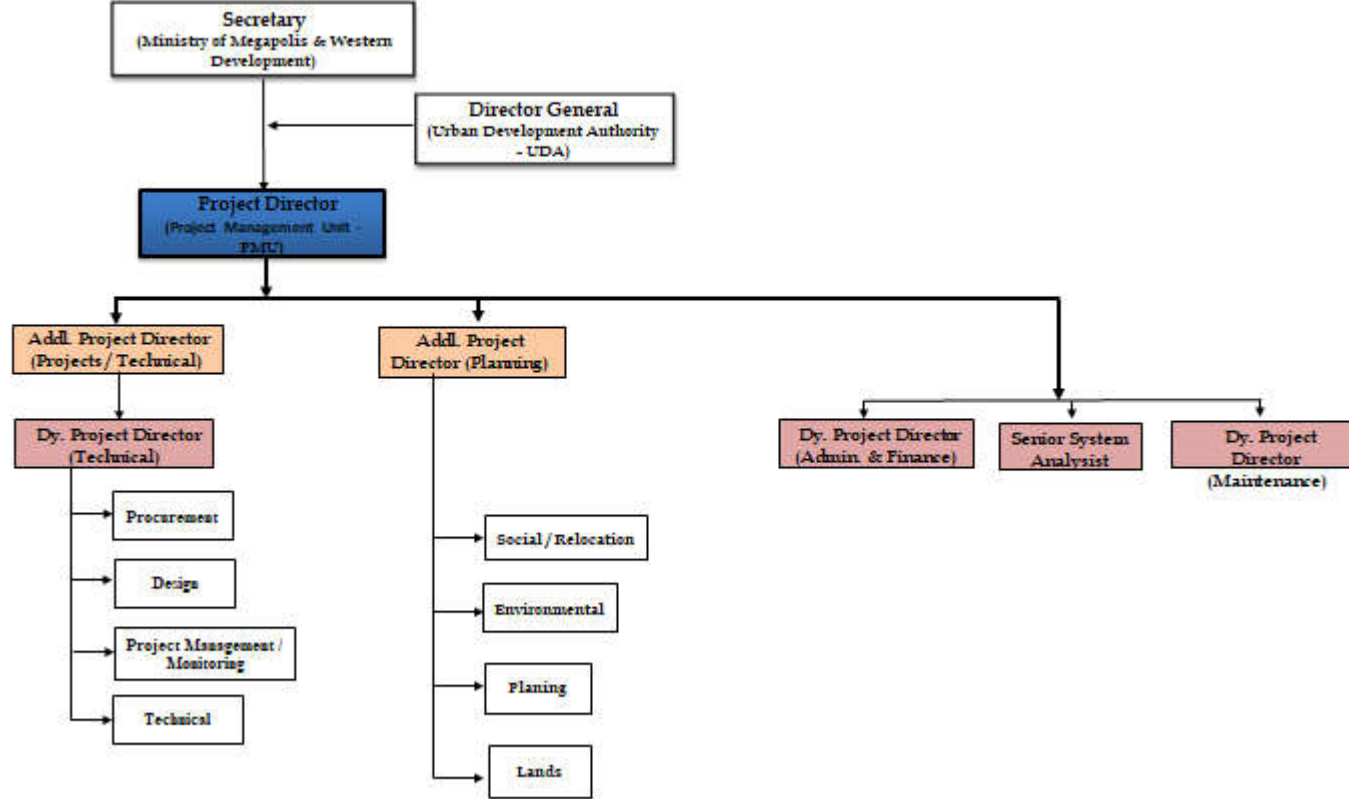 Secretary
(Ministry of Megapolis & Western
Development)
Director General
(Urban Development Authority
- UDA)
Project Director
(Project Management Unit -
PMU)
Addl. Project Director
(Projects / Technical)
Addl. Project
Director (Planning)
Dy. Project Director
(Technical)
Dy. Project Director
(Admin. & Finance)
Senior System
Analysist
Dy. Project
Director
(Maintenance)
Procurement
Design
Project Management /
Monitoring
Technical
Social / Relocation
Environmental
Planing
Lands